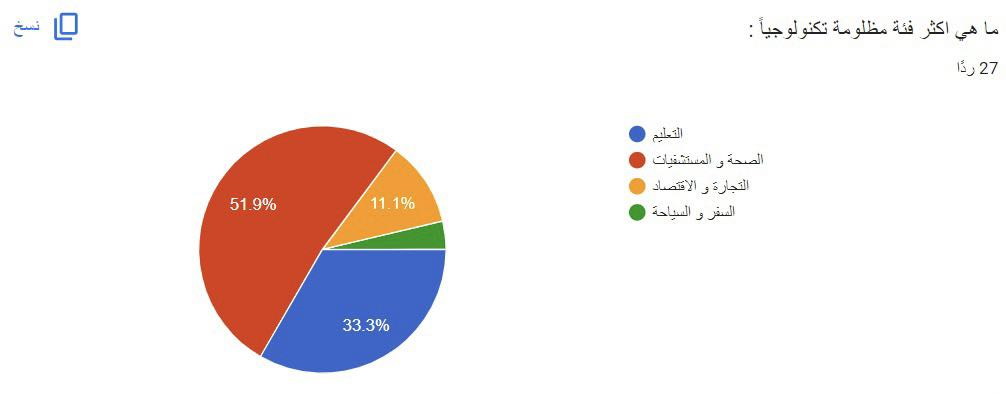 ما هي اكثر فئة مظلومة تكنولوجياً :
نسخ
27 ردًا
التعليم
الصحة و المستشفيات
التجارة و الاقتصاد
السفر و السياحة
51.9%
11.1%
33.3%